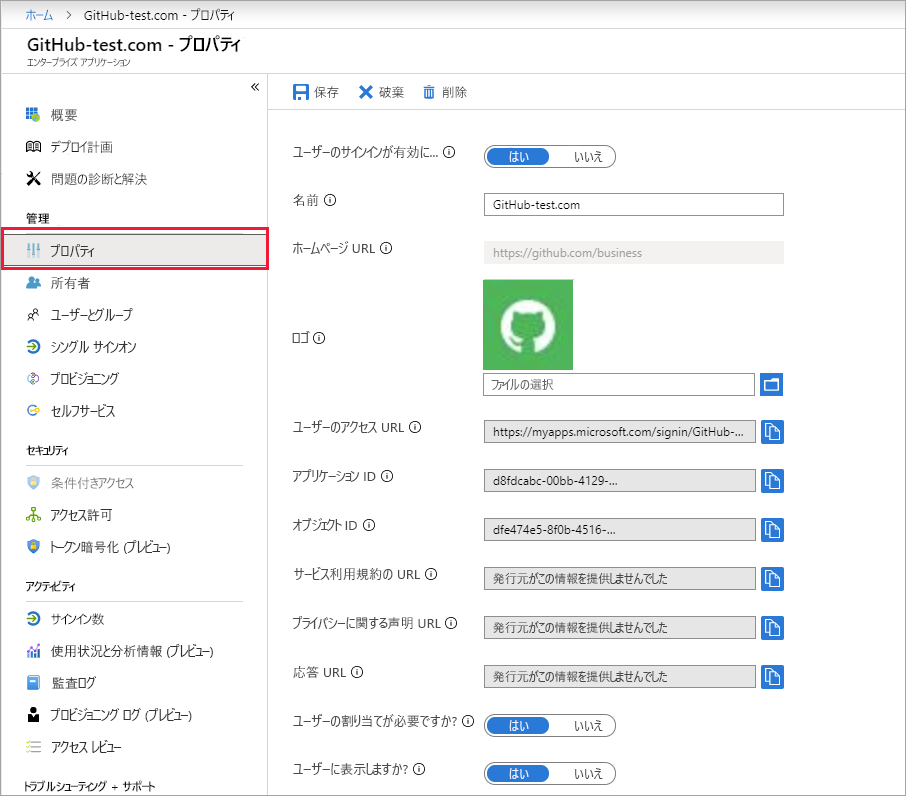 ホーム > GitHub-test.com - プロパティ
GitHub-test.com - プロパティ
エンタープライズ アプリケーション
«
概要
デプロイ計画
問題の診断と解決
管理
プロパティ
所有者
ユーザーとグループ
シングル サインオン
プロビジョニング
セルフサービス
セキュリティ
条件付きアクセス
アクセス許可
トークン暗号化 (プレビュー)
アクティビティ
サインイン数
使用状況と分析情報 (プレビュー)
監査ログ
プロビジョニング ログ (プレビュー)
アクセス レビュー
トラブルシューティング + サポート
保存 破棄 削除
ユーザーのサインインが有効に... はい いいえ
名前 GitHub-test.com
ホームページ URL https://github.com/business
ロゴ
ファイルの選択
ユーザーのアクセス URL https://myapps.microsoft.com/signin/GitHub-...
アプリケーション ID d8fdcabc-00bb-4129-...
オブジェクト ID dfe474e5-8f0b-4516-...
サービス利用規約の URL 発行元がこの情報を提供しませんでした
プライバシーに関する声明 URL 発行元がこの情報を提供しませんでした
応答 URL 発行元がこの情報を提供しませんでした
ユーザーの割り当てが必要ですか? はい いいえ
ユーザーに表示しますか? はい いいえ